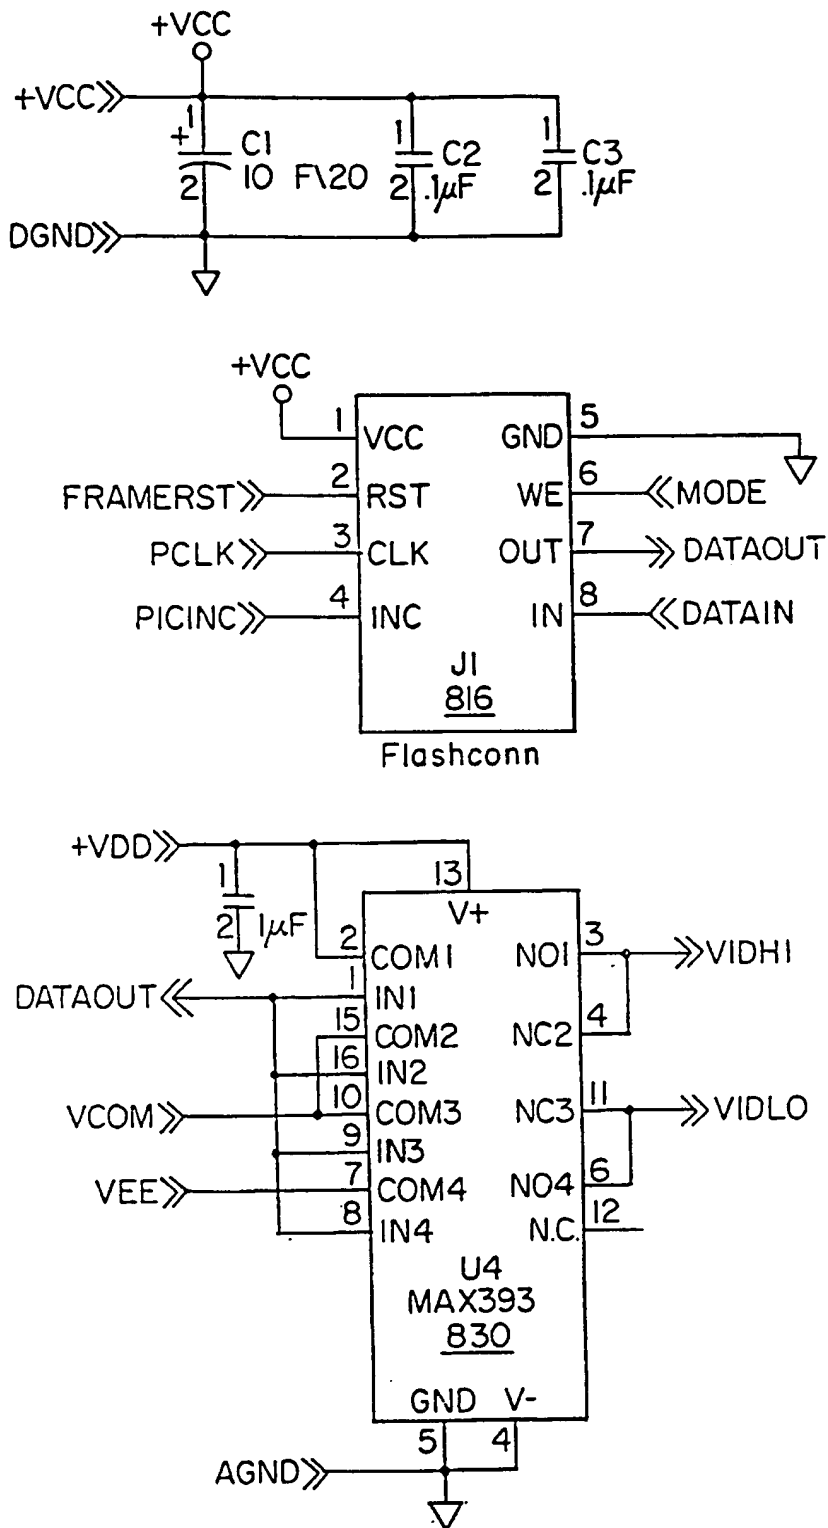 +VCC
+VCC
1
+
C1
10 F\20
2
1
C2
2 .1μF
1
C3
2 .1μF
DGND
+VCC
1
VCC
GND
5
FRAMERST
2
RST
WE
6
MODE
PCLK
3
CLK
OUT
7
DATAOUT
PICINC
4
INC
IN
8
DATAIN
J1
816
Flashconn
+VDD
1
2 1μF
13
V+
2
COM1
NO1
3
VIDHI
DATAOUT
1
IN1
15
COM2
NC2
4
16
IN2
VCOM
10
COM3
NC3
11
VIDLO
9
IN3
VEE
7
COM4
NO4
6
8
IN4
N.C.
12
U4
MAX393
830
GND V-
5 4
AGND